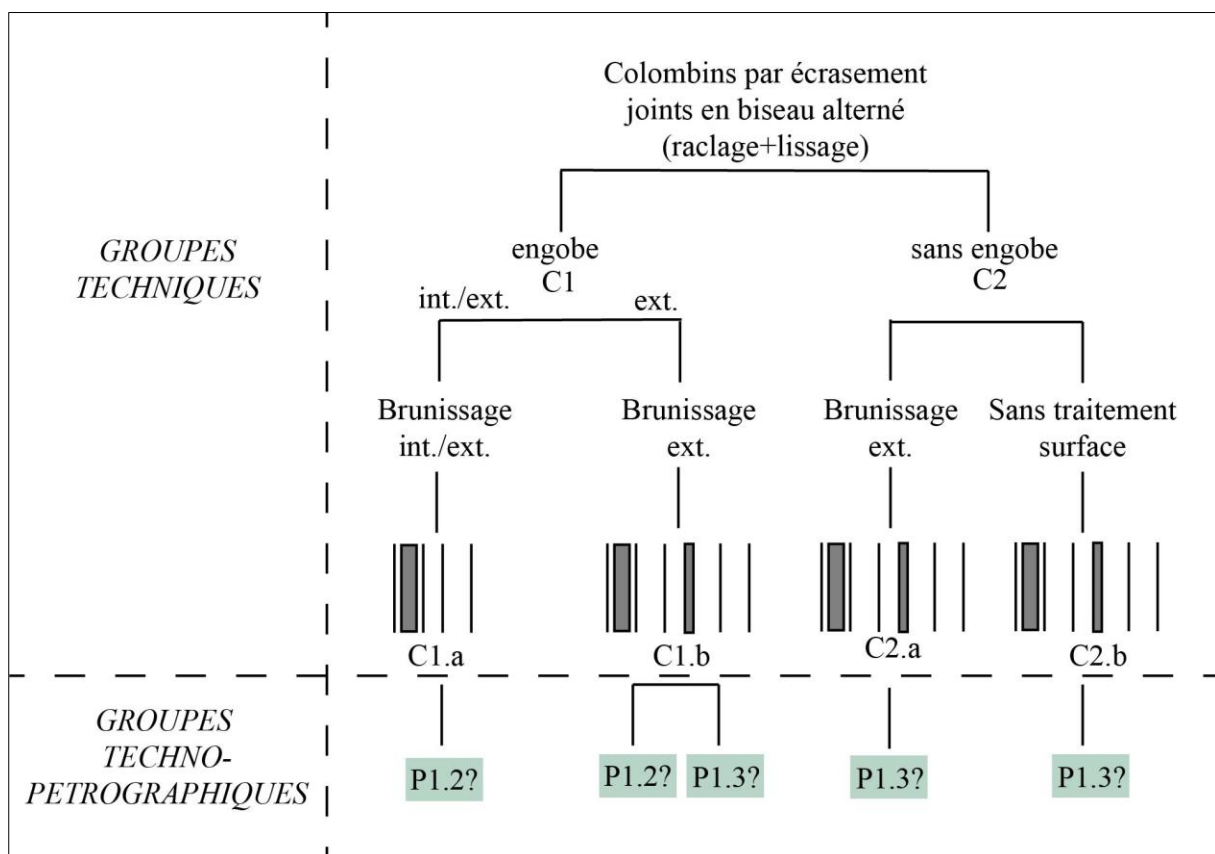 Colombins par écrasement
joints en biseau alterné
(raclage+lissage)
GROUPES
TECHNIQUES
engobe
C1
sans engobe
C2
int./ext.
ext.
Brunissage
int./ext.
Brunissage
ext.
Brunissage
ext.
Sans traitement
surface
C1.a
C1.b
C2.a
C2.b
GROUPES
TECHNO-
PETROGRAPHIQUES
P1.2?
P1.2?
P1.3?
P1.3?
P1.3?